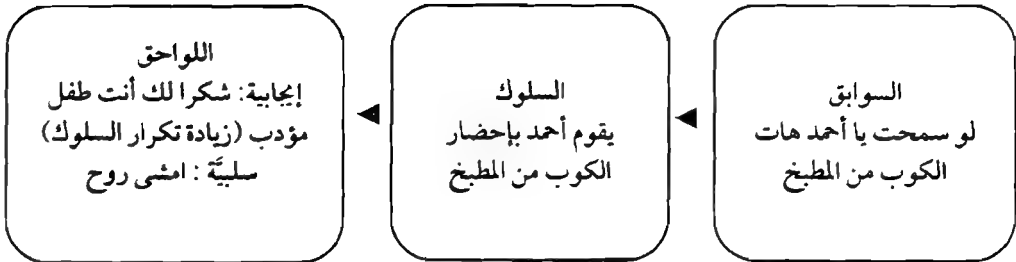 السوابق
لو سمحت يا أحمد هات
الكوب من المطبخ
السلوك
يقوم أحمد بإحضار
الكوب من المطبخ
اللواحق
إيجابية: شكرا لك أنت طفل
مؤدب (زيادة تكرار السلوك)
سلبيَّة : امشى روح